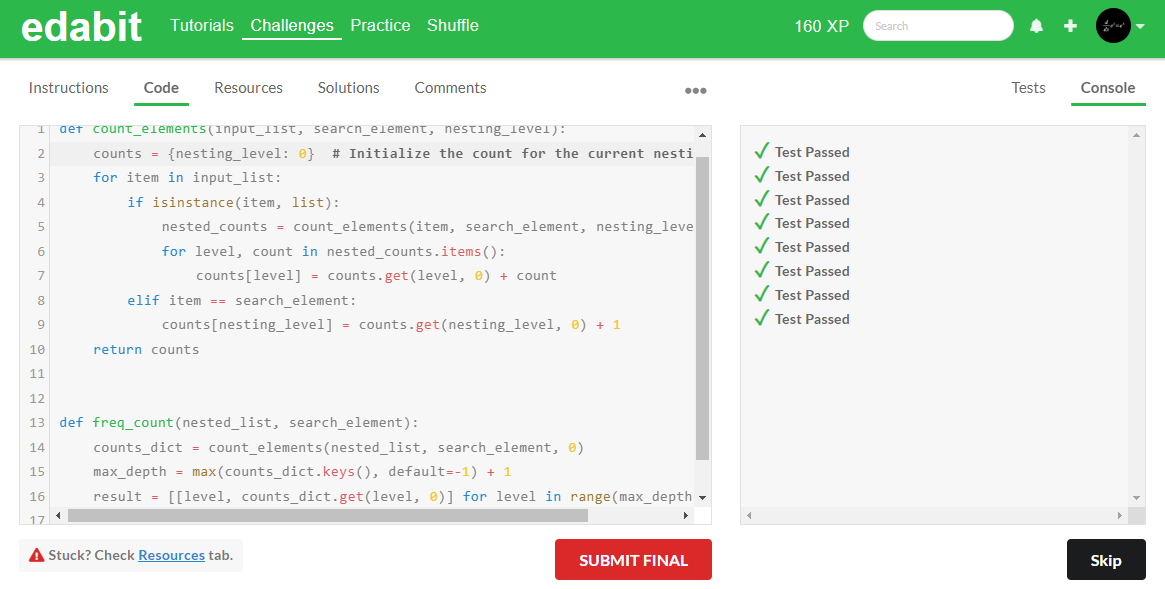 edabit Tutorials Challenges Practice Shuffle 160 XP Search
Instructions Code Resources Solutions Comments ••• Tests Console
1 def count_elements(input_list, search_element, nesting_level):
2 counts = {nesting_level: 0}  # Initialize the count for the current nesti
3 for item in input_list:
4 if isinstance(item, list):
5 nested_counts = count_elements(item, search_element, nesting_leve
6 for level, count in nested_counts.items():
7 counts[level] = counts.get(level, 0) + count
8 elif item == search_element:
9 counts[nesting_level] = counts.get(nesting_level, 0) + 1
10 return counts
11
12
13 def freq_count(nested_list, search_element):
14 counts_dict = count_elements(nested_list, search_element, 0)
15 max_depth = max(counts_dict.keys(), default=-1) + 1
16 result = [[level, counts_dict.get(level, 0)] for level in range(max_depth
17
Test Passed
Test Passed
Test Passed
Test Passed
Test Passed
Test Passed
Test Passed
Test Passed
Stuck? Check Resources tab.
SUBMIT FINAL
Skip